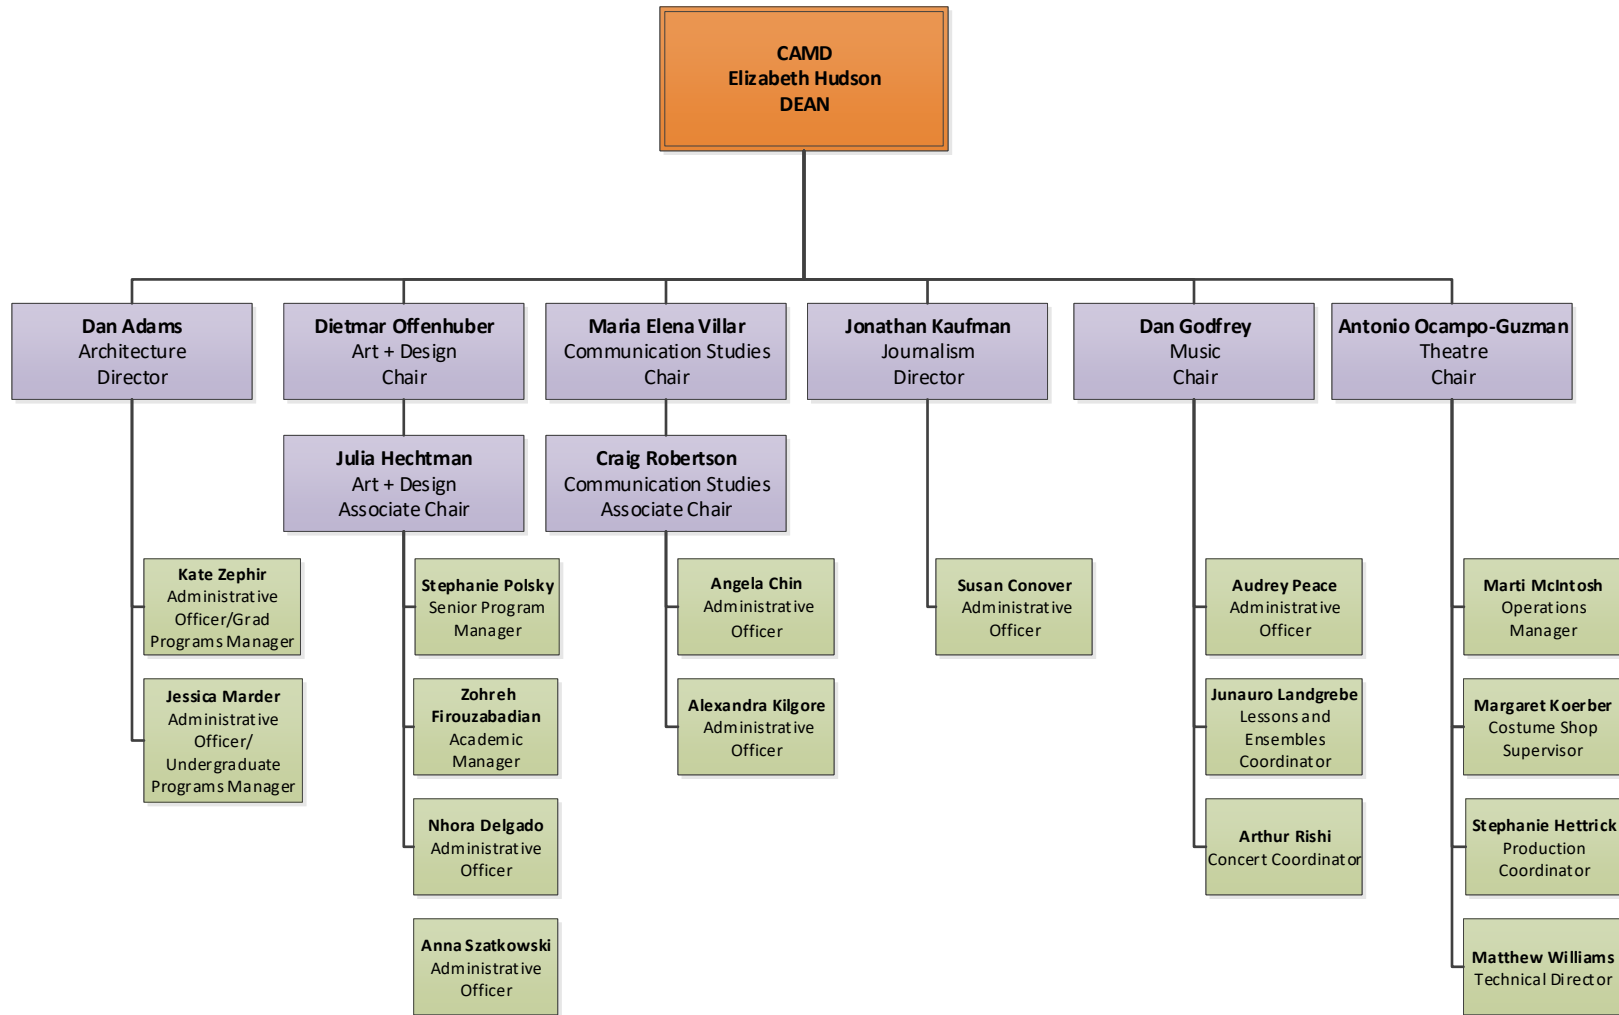 CAMD
Elizabeth Hudson
DEAN
Dan Adams
Architecture
Director
Dietmar Offenhuber
Art + Design
Chair
Maria Elena Villar
Communication Studies
Chair
Jonathan Kaufman
Journalism
Director
Dan Godfrey
Music
Chair
Antonio Ocampo-Guzman
Theatre
Chair
Julia Hechtman
Art + Design
Associate Chair
Craig Robertson
Communication Studies
Associate Chair
Kate Zephir
Administrative
Officer/Grad
Programs Manager
Stephanie Polsky
Senior Program
Manager
Angela Chin
Administrative
Officer
Susan Conover
Administrative
Officer
Audrey Peace
Administrative
Officer
Marti McIntosh
Operations
Manager
Jessica Marder
Administrative
Officer/
Undergraduate
Programs Manager
Zohreh
Firouzabadian
Academic
Manager
Alexandra Kilgore
Administrative
Officer
Junauro Landgrebe
Lessons and
Ensembles
Coordinator
Margaret Koerber
Costume Shop
Supervisor
Nhora Delgado
Administrative
Officer
Arthur Rishi
Concert Coordinator
Stephanie Hettrick
Production
Coordinator
Anna Szatkowski
Administrative
Officer
Matthew Williams
Technical Director